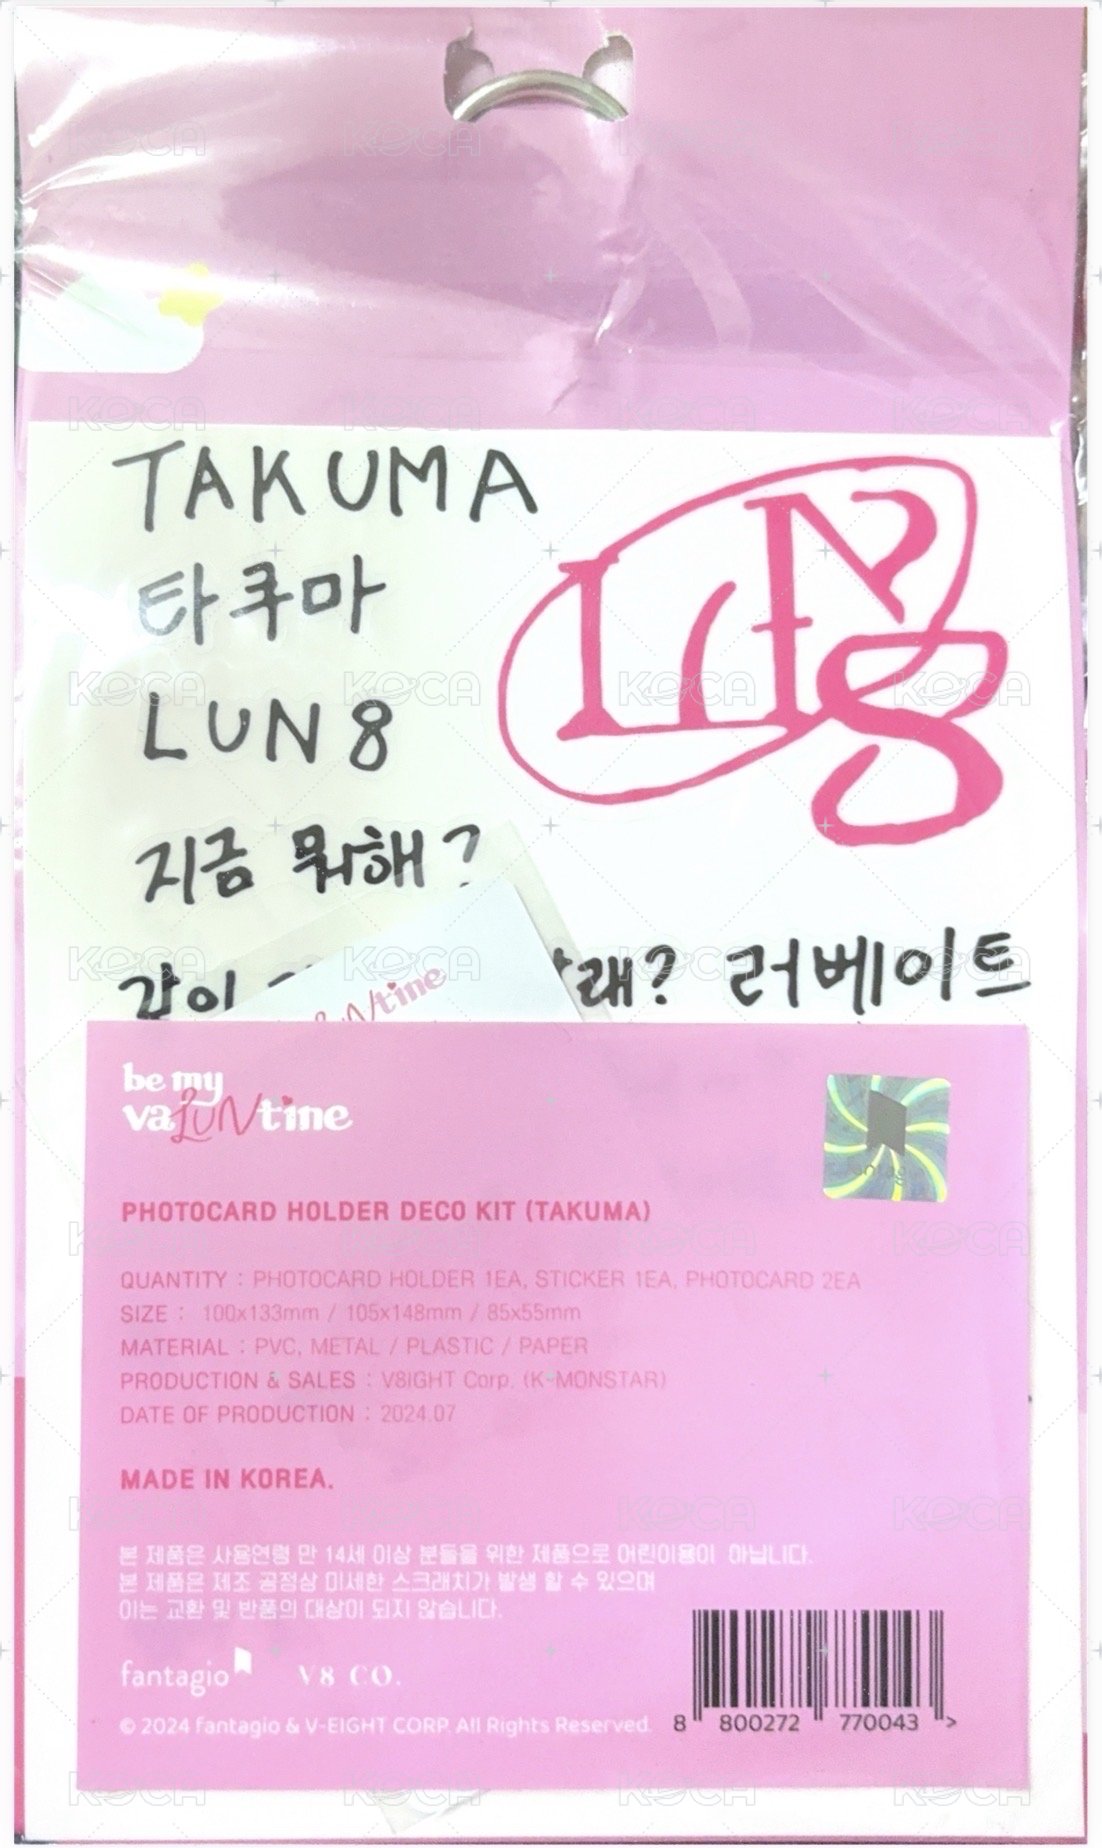 TAKUMA
타쿠마
LUN8
LUN8
지금 뭐해?
같이 래? 러베이트
LUNtine
be my
vaLUNtine
PHOTOCARD HOLDER DECO KIT (TAKUMA)
QUANTITY : PHOTOCARD HOLDER 1EA, STICKER 1EA, PHOTOCARD 2EA
SIZE : 100x133mm / 105x148mm / 85x55mm
MATERIAL : PVC, METAL / PLASTIC / PAPER
PRODUCTION & SALES : V8IGHT Corp. (K-MONSTAR)
DATE OF PRODUCTION : 2024.07
MADE IN KOREA.
본 제품은 사용연령 만 14세 이상 분들을 위한 제품으로 어린이용이 아닙니다.
본 제품은 제조 공정상 미세한 스크래치가 발생 할 수 있으며
이는 교환 및 반품의 대상이 되지 않습니다.
fantagio V8 CO.
© 2024 fantagio & V-EIGHT CORP. All Rights Reserved.
8 800272 770043 >
KOCA